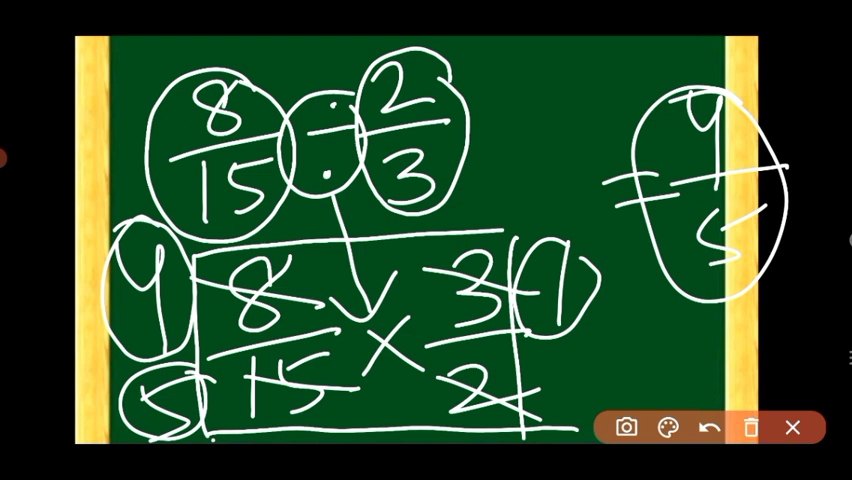 8/15 ÷ 2/3
4 8/15 × 3/2 1
5
= 4/5